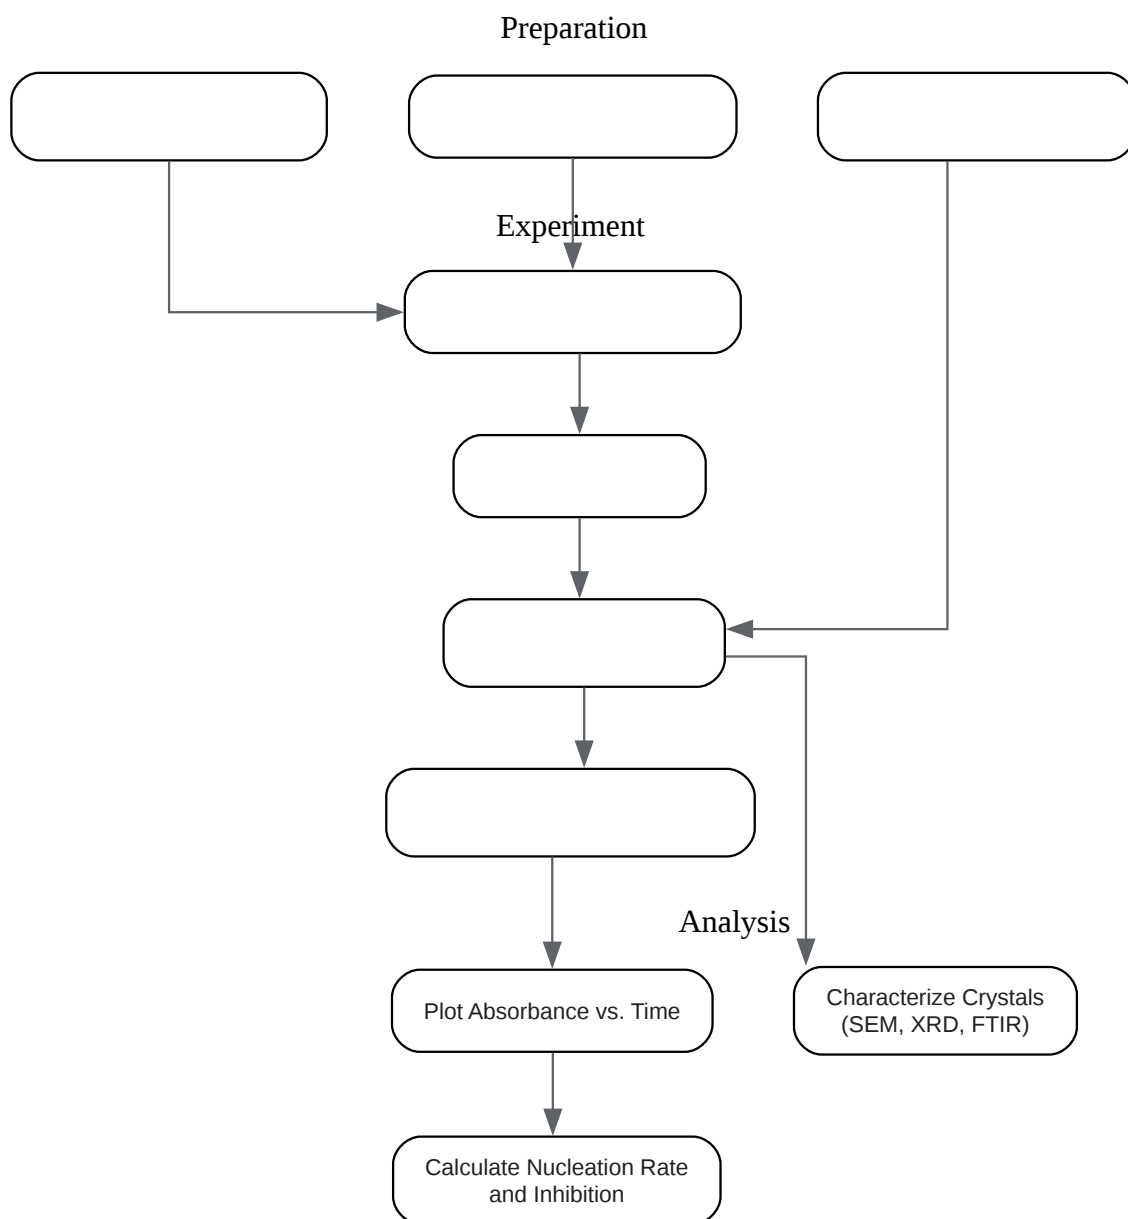 Preparation
Experiment
Analysis
Plot Absorbance vs. Time
Characterize Crystals
(SEM, XRD, FTIR)
Calculate Nucleation Rate
and Inhibition